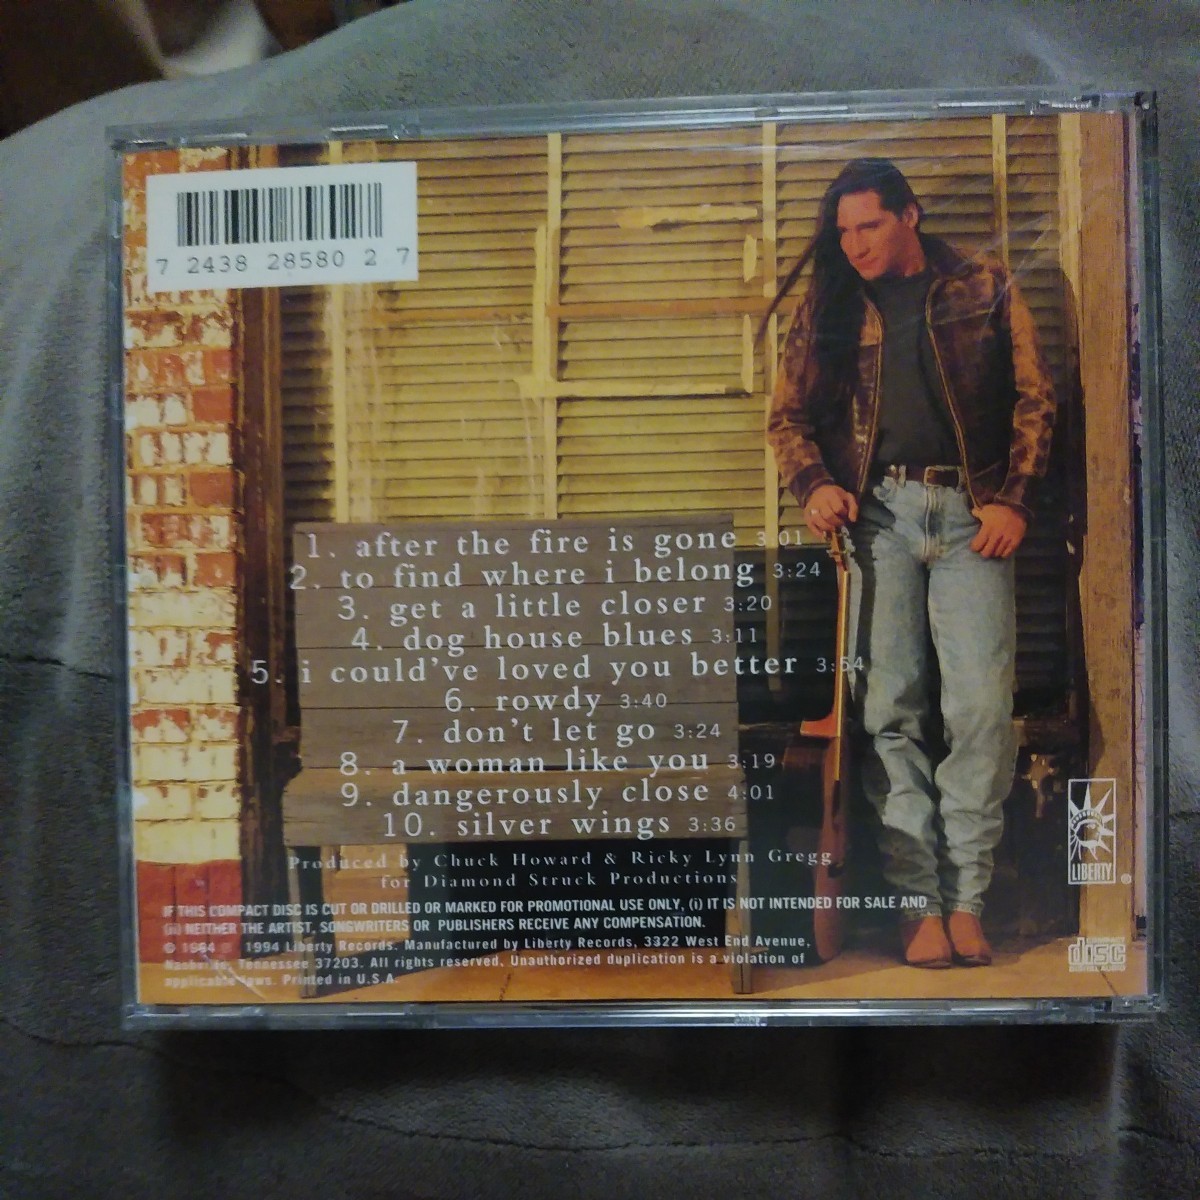 7 2438 28580 2 7
1. after the fire is gone 3:01
2. to find where i belong 3:24
3. get a little closer 3:20
4. dog house blues 3:11
5. i could've loved you better 3:54
6. rowdy 3:40
7. don't let go 3:24
8. a woman like you 3:19
9. dangerously close 4:01
10. silver wings 3:36
Produced by Chuck Howard & Ricky Lynn Gregg
for Diamond Struck Productions
IF THIS COMPACT DISC IS CUT OR DRILLED OR MARKED FOR PROMOTIONAL USE ONLY, (i) IT IS NOT INTENDED FOR SALE AND
(ii) NEITHER THE ARTIST, SONGWRITERS OR PUBLISHERS RECEIVE ANY COMPENSATION.
© 1994 ℗ 1994 Liberty Records. Manufactured by Liberty Records, 3322 West End Avenue,
Nashville, Tennessee 37203. All rights reserved. Unauthorized duplication is a violation of
applicable laws. Printed in U.S.A.
LIBERTY ®
COMPACT
disc
DIGITAL AUDIO